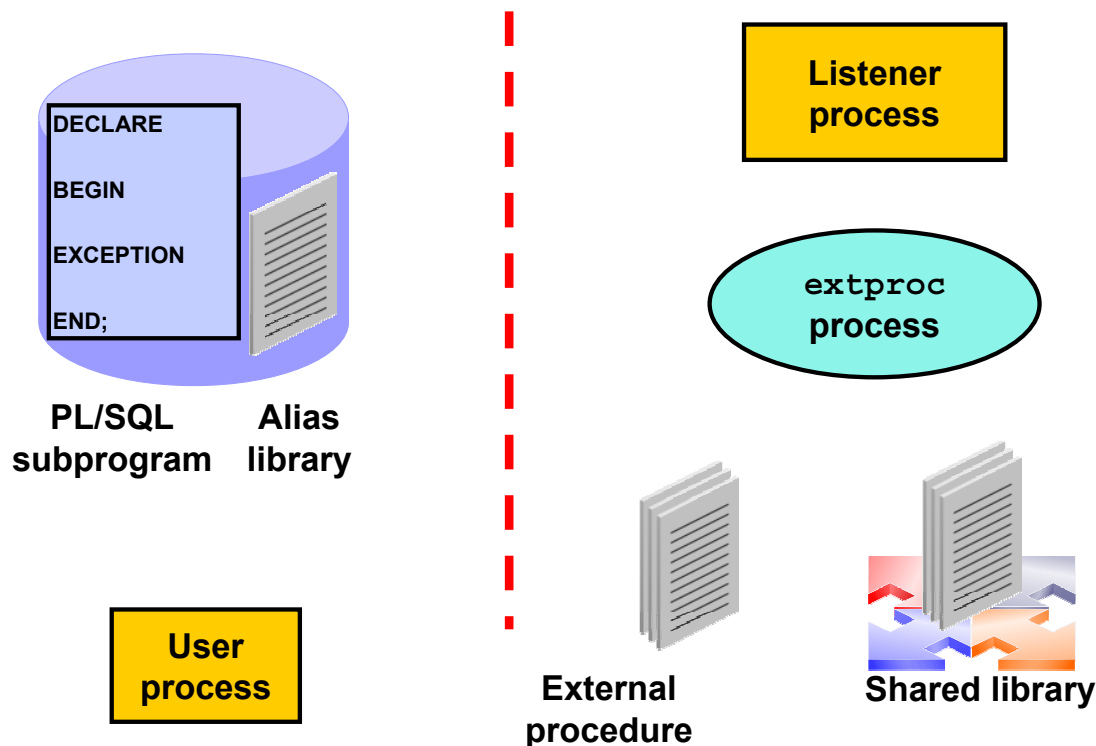 DECLARE
BEGIN
EXCEPTION
END;
PL/SQL
subprogram
Alias
library
User
process
Listener
process
extproc
process
External
procedure
Shared library